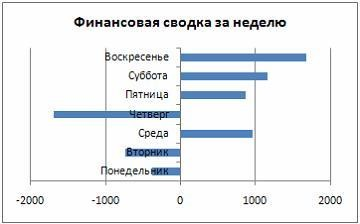 Финансовая сводка за неделю
Воскресенье
Суббота
Пятница
Четверг
Среда
Вторник
Понедельник
-2000 -1000 0 1000 2000